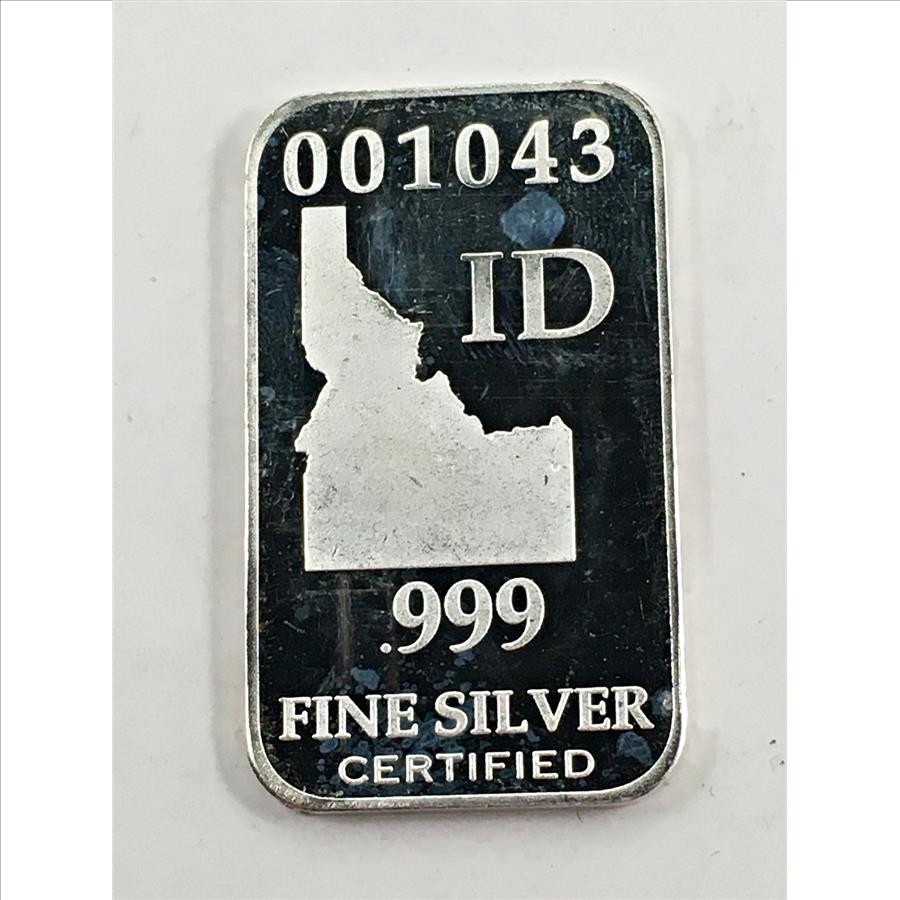 001043
ID
.999
FINE SILVER
CERTIFIED